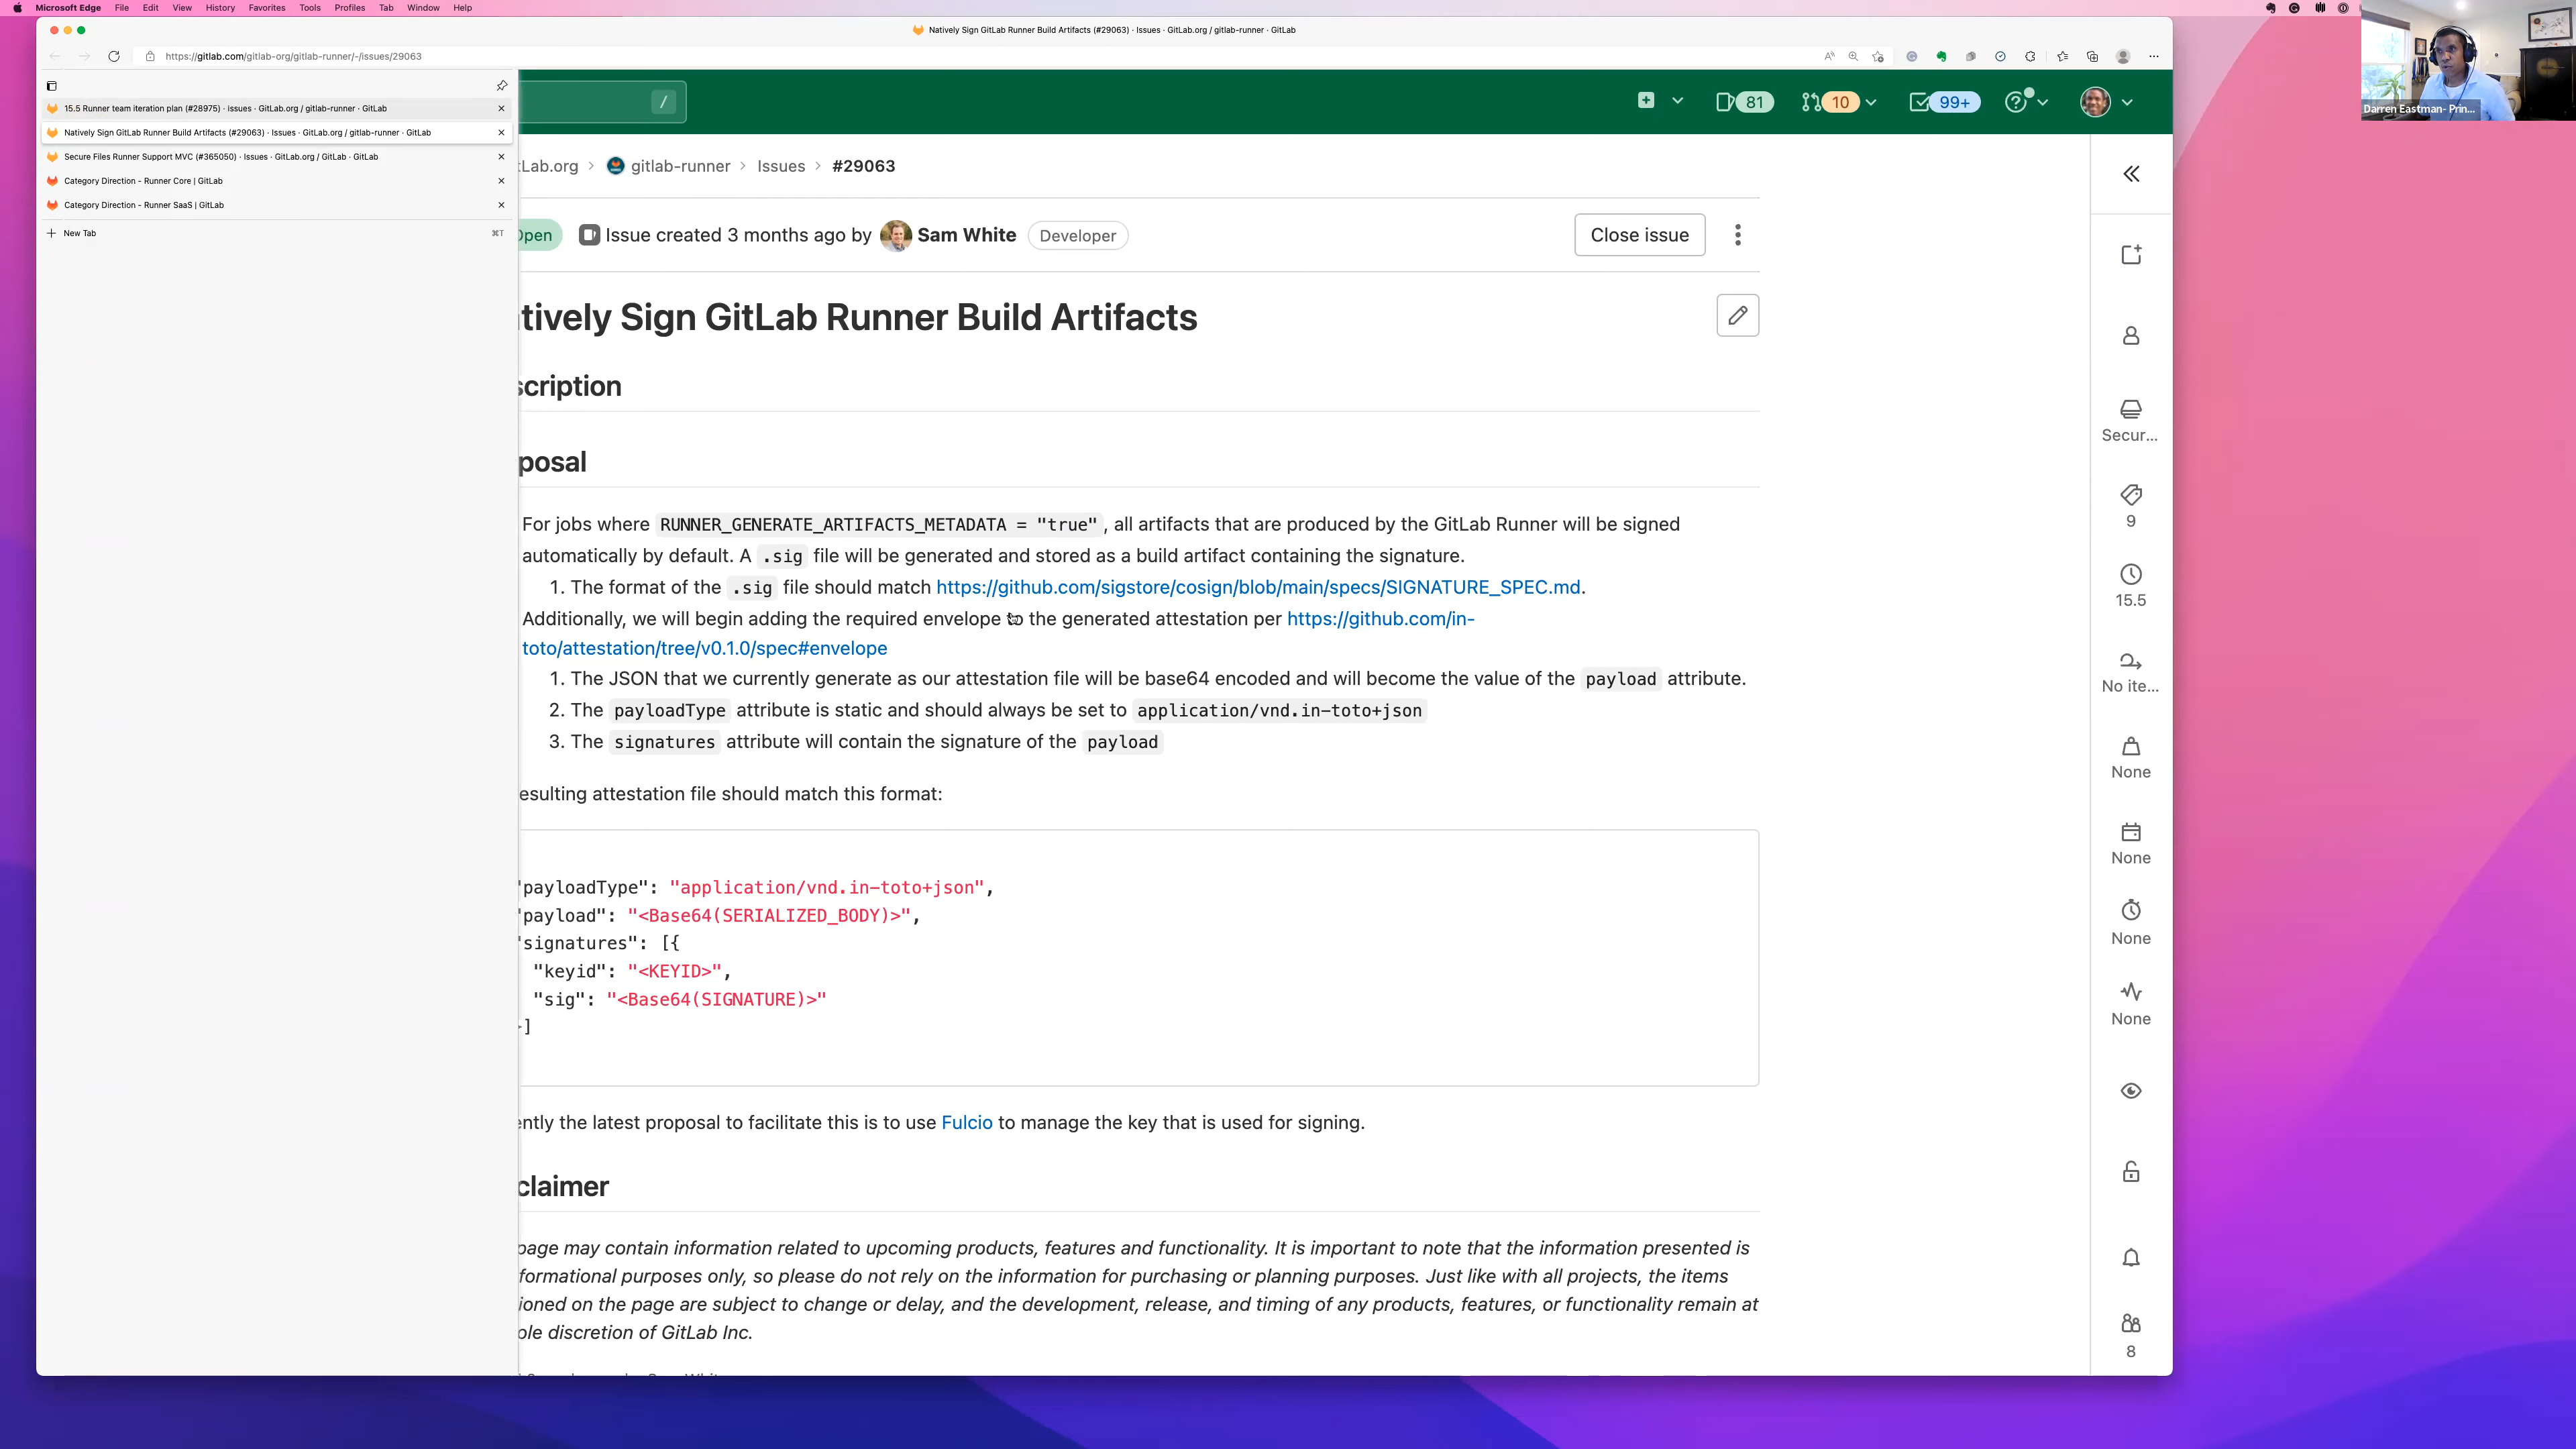 Microsoft Edge File Edit View History Favorites Tools Profiles Tab Window Help
Natively Sign GitLab Runner Build Artifacts (#29063) · Issues · GitLab.org / gitlab-runner · GitLab
https://gitlab.com/gitlab-org/gitlab-runner/-/issues/29063
15.5 Runner team iteration plan (#28975) · Issues · GitLab.org / gitlab-runner · GitLab
Natively Sign GitLab Runner Build Artifacts (#29063) · Issues · GitLab.org / gitlab-runner · GitLab
Secure Files Runner Support MVC (#365050) · Issues · GitLab.org / GitLab · GitLab
Category Direction - Runner Core | GitLab
Category Direction - Runner SaaS | GitLab
New Tab ⌘T
/ 81 10 99+
Darren Eastman- Prin...
tLab.org > gitlab-runner > Issues > #29063
Open Issue created 3 months ago by Sam White Developer Close issue
tively Sign GitLab Runner Build Artifacts
scription
posal
For jobs where RUNNER_GENERATE_ARTIFACTS_METADATA = "true", all artifacts that are produced by the GitLab Runner will be signed
automatically by default. A .sig file will be generated and stored as a build artifact containing the signature.
1. The format of the .sig file should match https://github.com/sigstore/cosign/blob/main/specs/SIGNATURE_SPEC.md.
Additionally, we will begin adding the required envelope to the generated attestation per https://github.com/in-
toto/attestation/tree/v0.1.0/spec#envelope
1. The JSON that we currently generate as our attestation file will be base64 encoded and will become the value of the payload attribute.
2. The payloadType attribute is static and should always be set to application/vnd.in-toto+json
3. The signatures attribute will contain the signature of the payload
esulting attestation file should match this format:
"payloadType": "application/vnd.in-toto+json",
"payload": "<Base64(SERIALIZED_BODY)>",
"signatures": [{
"keyid": "<KEYID>",
"sig": "<Base64(SIGNATURE)>"
}]
ently the latest proposal to facilitate this is to use Fulcio to manage the key that is used for signing.
claimer
page may contain information related to upcoming products, features and functionality. It is important to note that the information presented is
formational purposes only, so please do not rely on the information for purchasing or planning purposes. Just like with all projects, the items
ioned on the page are subject to change or delay, and the development, release, and timing of any products, features, or functionality remain at
ole discretion of GitLab Inc.
Secur...
9
15.5
No ite...
None
None
None
None
8